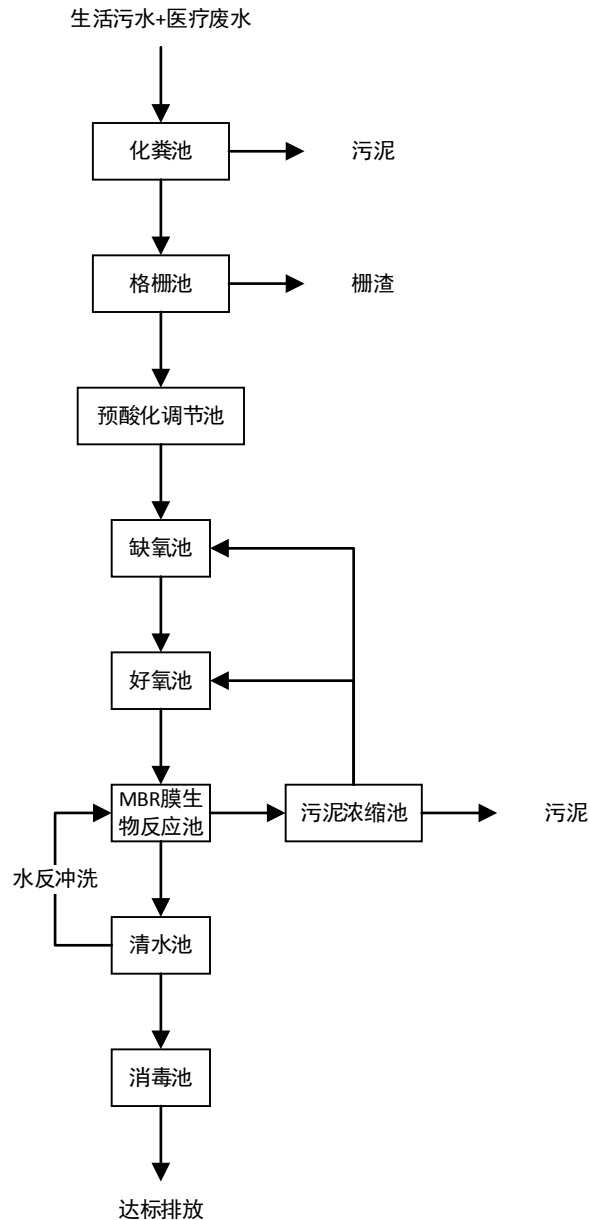 生活污水+医疗废水
化粪池
污泥
格栅池
栅渣
预酸化调节池
缺氧池
好氧池
MBR膜生
物反应池
污泥浓缩池
污泥
水反冲洗
清水池
消毒池
达标排放